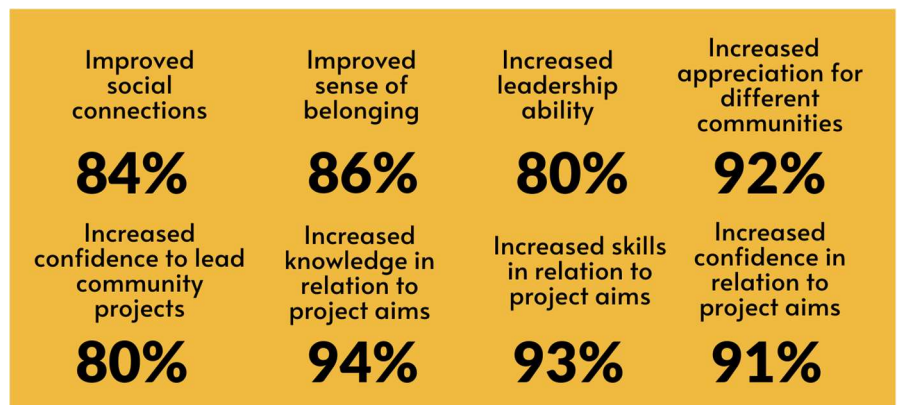 Improved
social
connections
84%
Improved
sense of
belonging
86%
Increased
leadership
ability
80%
Increased
appreciation for
different
communities
92%
Increased
confidence to lead
community
projects
80%
Increased
knowledge in
relation to
project aims
94%
Increased skills
in relation to
project aims
93%
Increased
confidence in
relation to
project aims
91%